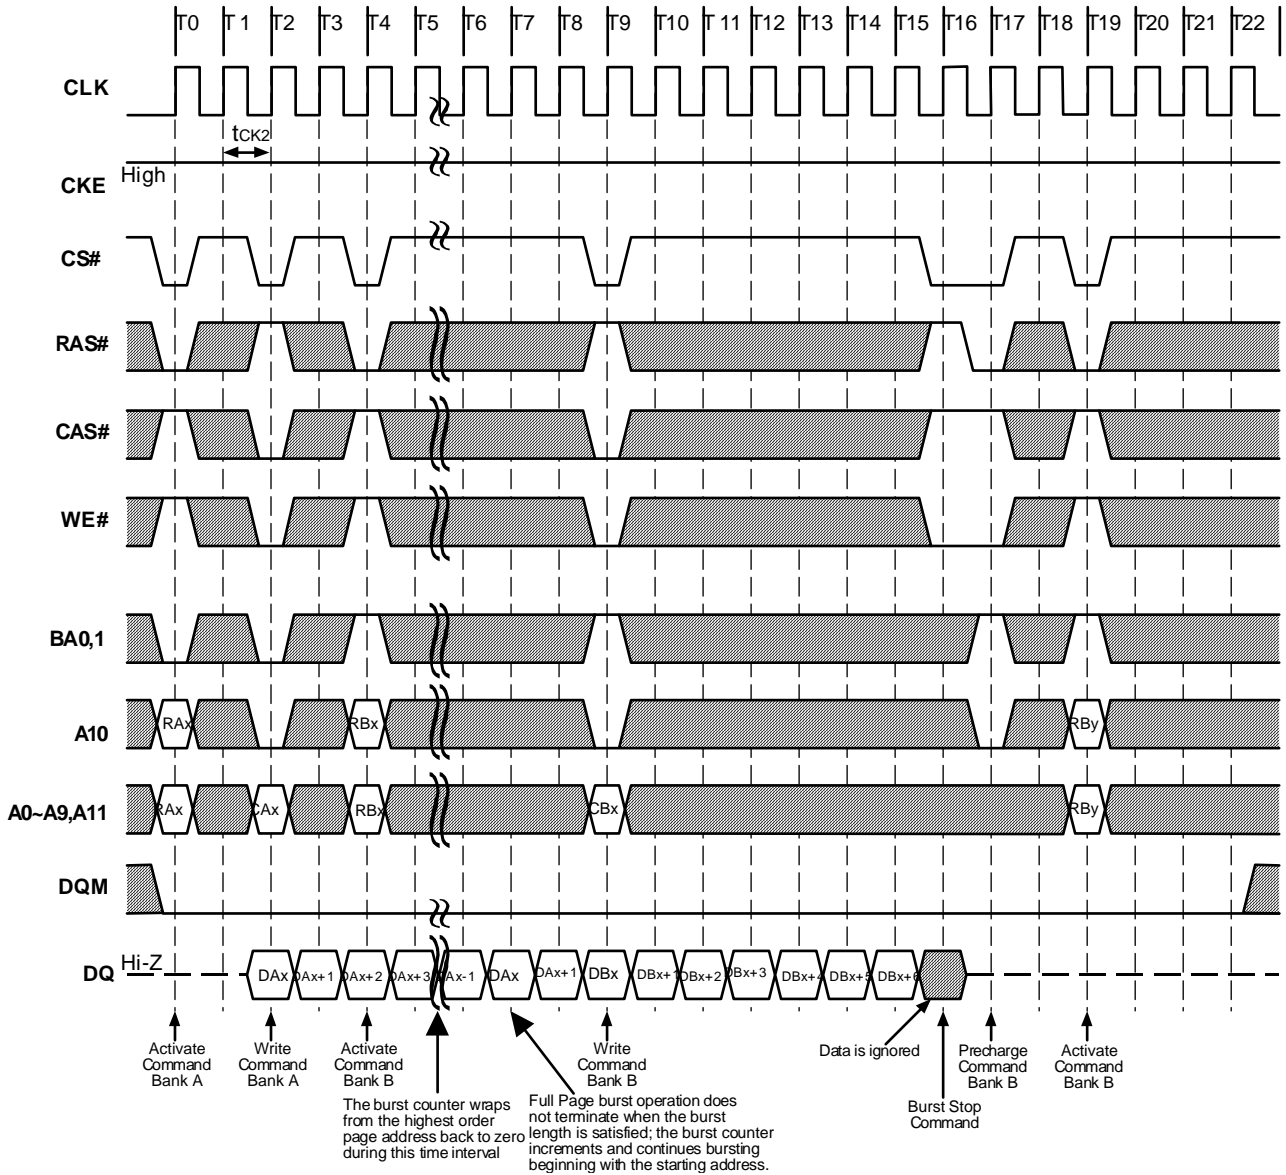 T0 T1 T2 T3 T4 T5 T6 T7 T8 T9 T10 T11 T12 T13 T14 T15 T16 T17 T18 T19 T20 T21 T22
CLK
tCK2
High
CKE
CS#
RAS#
CAS#
WE#
BA0,1
A10
RAx RBx RBy
A0~A9,A11
RAx CAx RBx CBx RBy
DQM
DQ Hi-Z
DAx DAx+1 DAx+2 DAx+3 DAx-1 DAx DAx+1 DBx DBx+1 DBx+2 DBx+3 DBx+4 DBx+5 DBx+6
Activate
Command
Bank A
Write
Command
Bank A
Activate
Command
Bank B
The burst counter wraps
from the highest order
page address back to zero
during this time interval
Full Page burst operation does
not terminate when the burst
length is satisfied; the burst counter
increments and continues bursting
beginning with the starting address.
Write
Command
Bank B
Data is ignored
Burst Stop
Command
Precharge
Command
Bank B
Activate
Command
Bank B